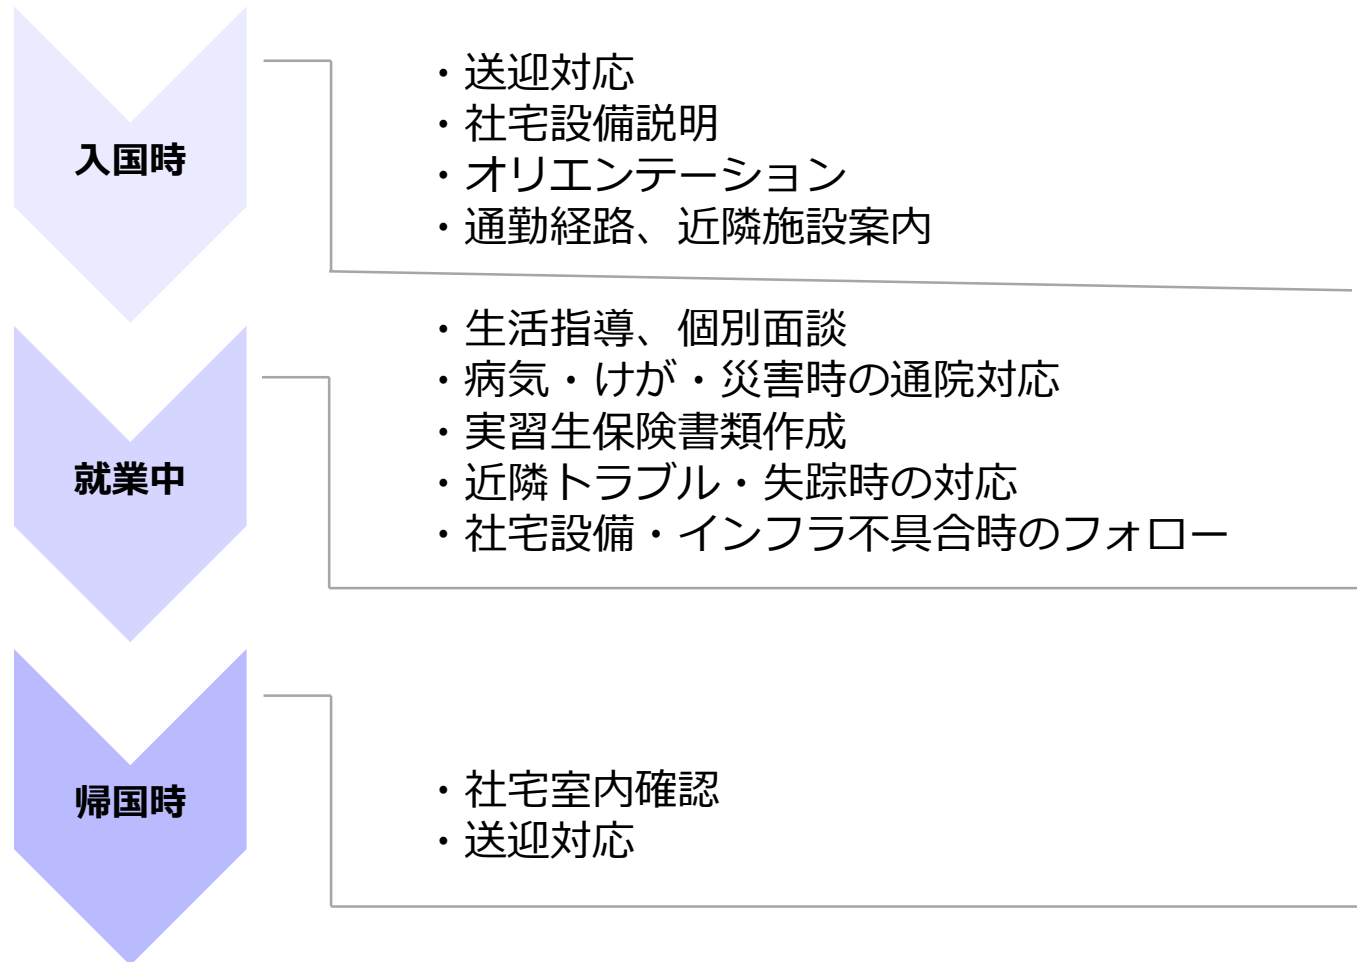 入国時
・送迎対応
・社宅設備説明
・オリエンテーション
・通勤経路、近隣施設案内
就業中
・生活指導、個別面談
・病気・けが・災害時の通院対応
・実習生保険書類作成
・近隣トラブル・失踪時の対応
・社宅設備・インフラ不具合時のフォロー
帰国時
・社宅室内確認
・送迎対応